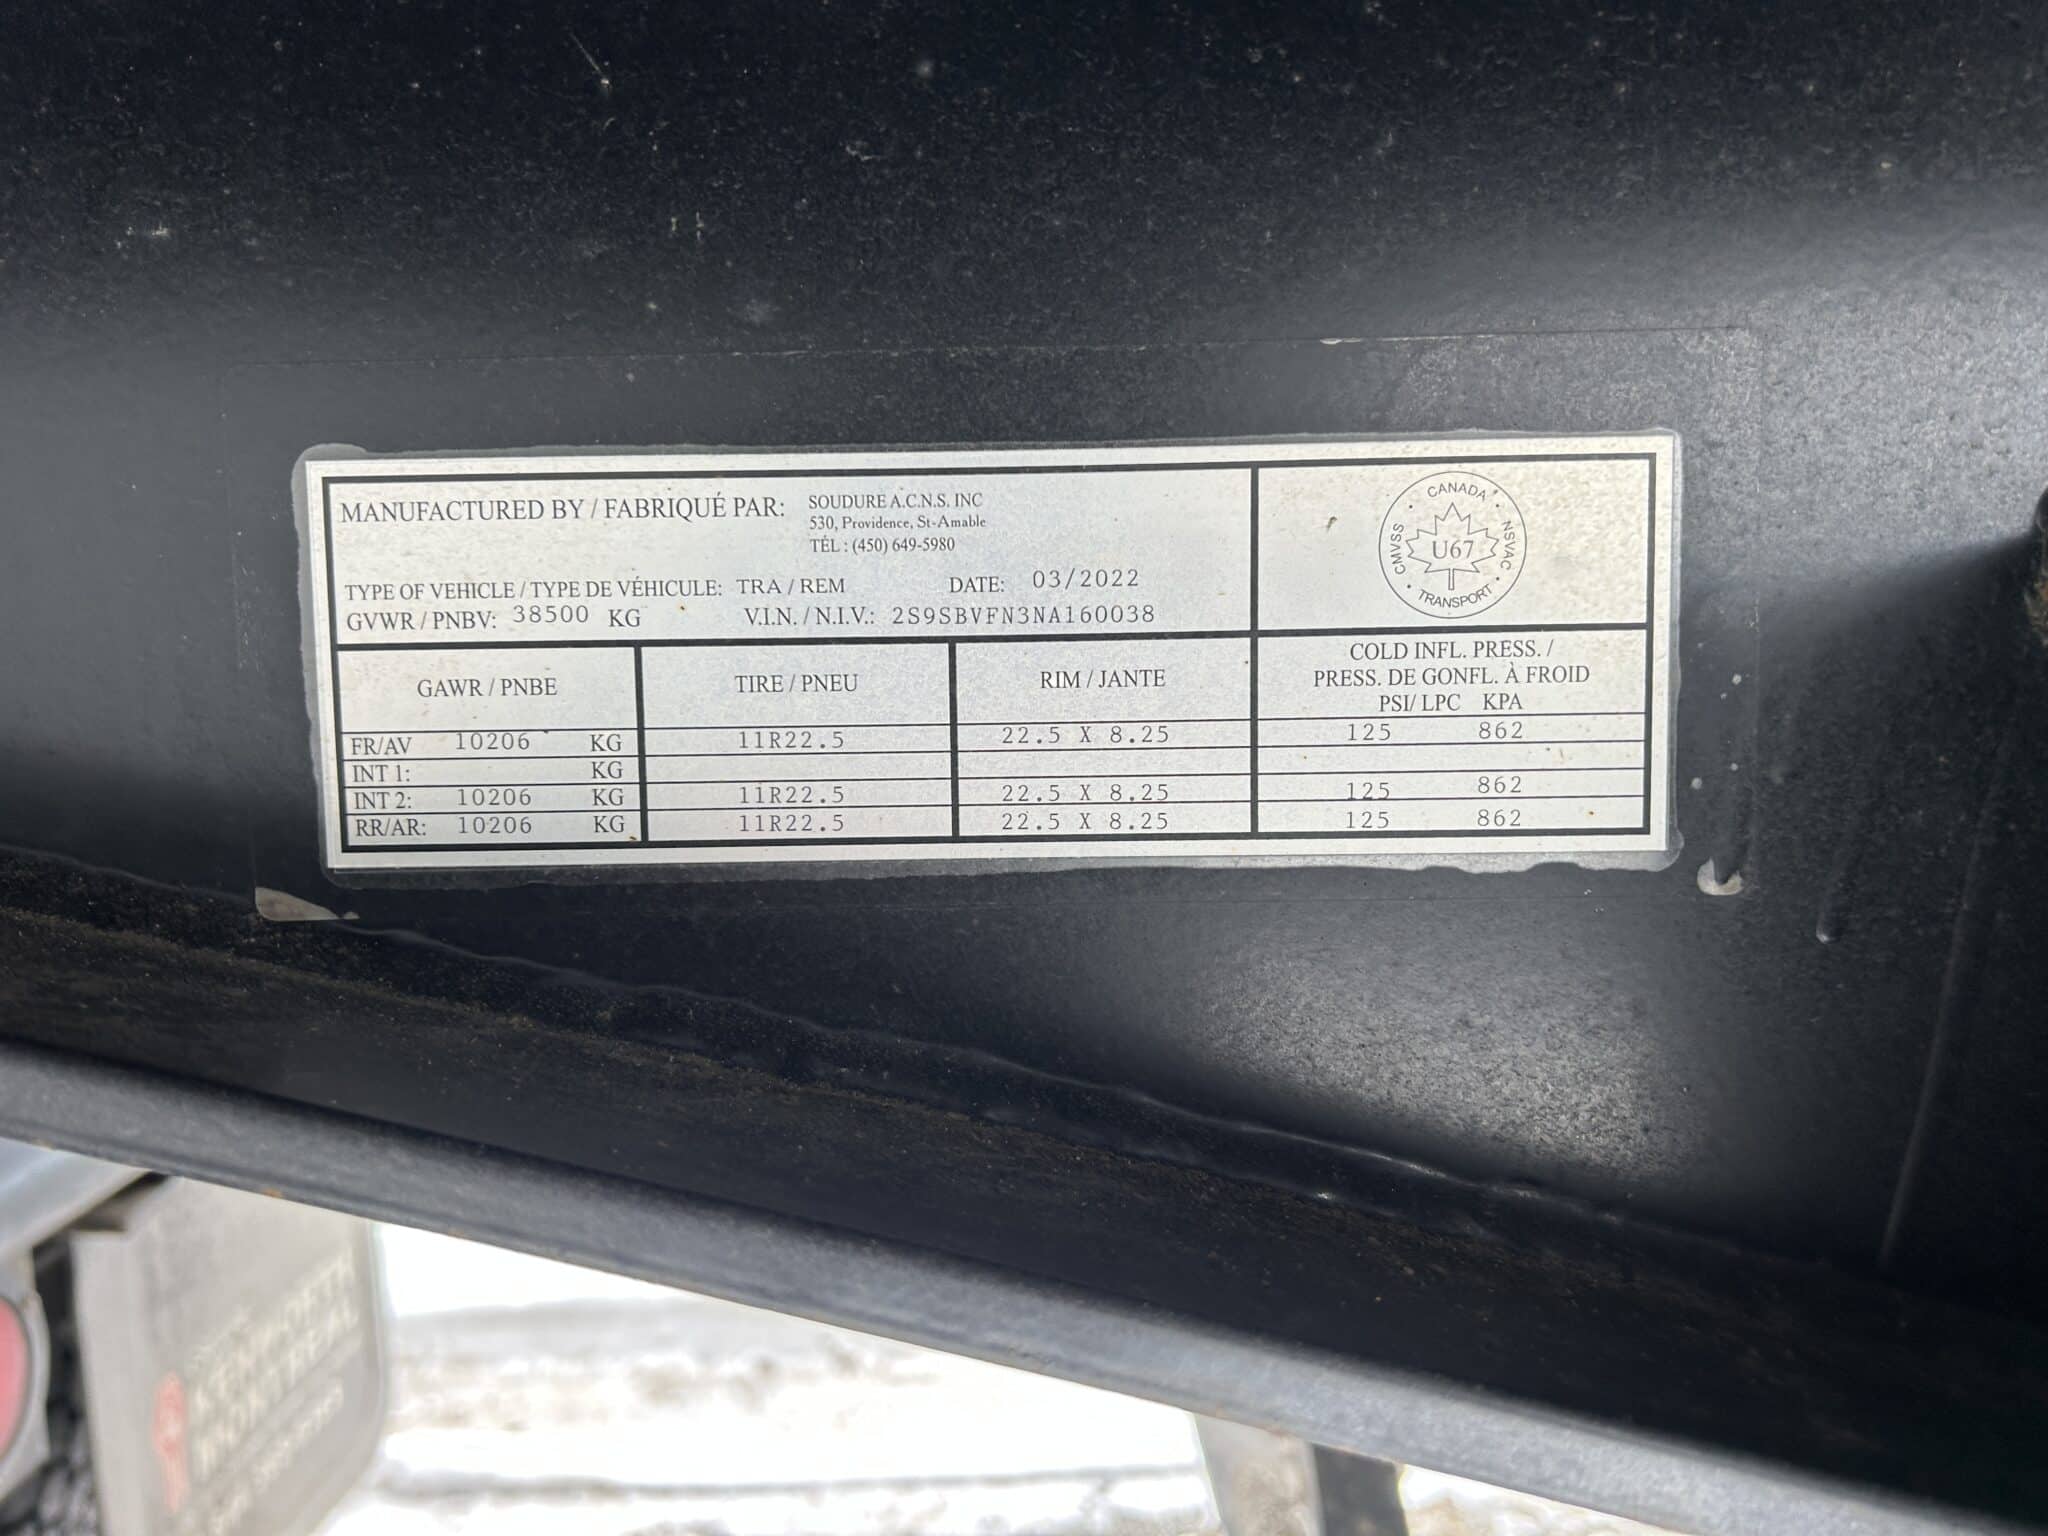 MANUFACTURED BY / FABRIQUÉ PAR: SOUDURE A.C.N.S. INC
530, Providence, St-Amable
TÉL : (450) 649-5980
TYPE OF VEHICLE / TYPE DE VÉHICULE: TRA / REM DATE: 03/2022
GVWR / PNBV: 38500 KG V.I.N. / N.I.V.: 2S9SBVFN3NA160038
CANADA
CMVSS U67 NSVAC
TRANSPORT
GAWR / PNBE TIRE / PNEU RIM / JANTE COLD INFL. PRESS. /
PRESS. DE GONFL. À FROID
PSI/ LPC KPA
FR/AV 10206 KG 11R22.5 22.5 X 8.25 125 862
INT 1: KG
INT 2: 10206 KG 11R22.5 22.5 X 8.25 125 862
RR/AR: 10206 KG 11R22.5 22.5 X 8.25 125 862
KENWORTH
MONTREAL